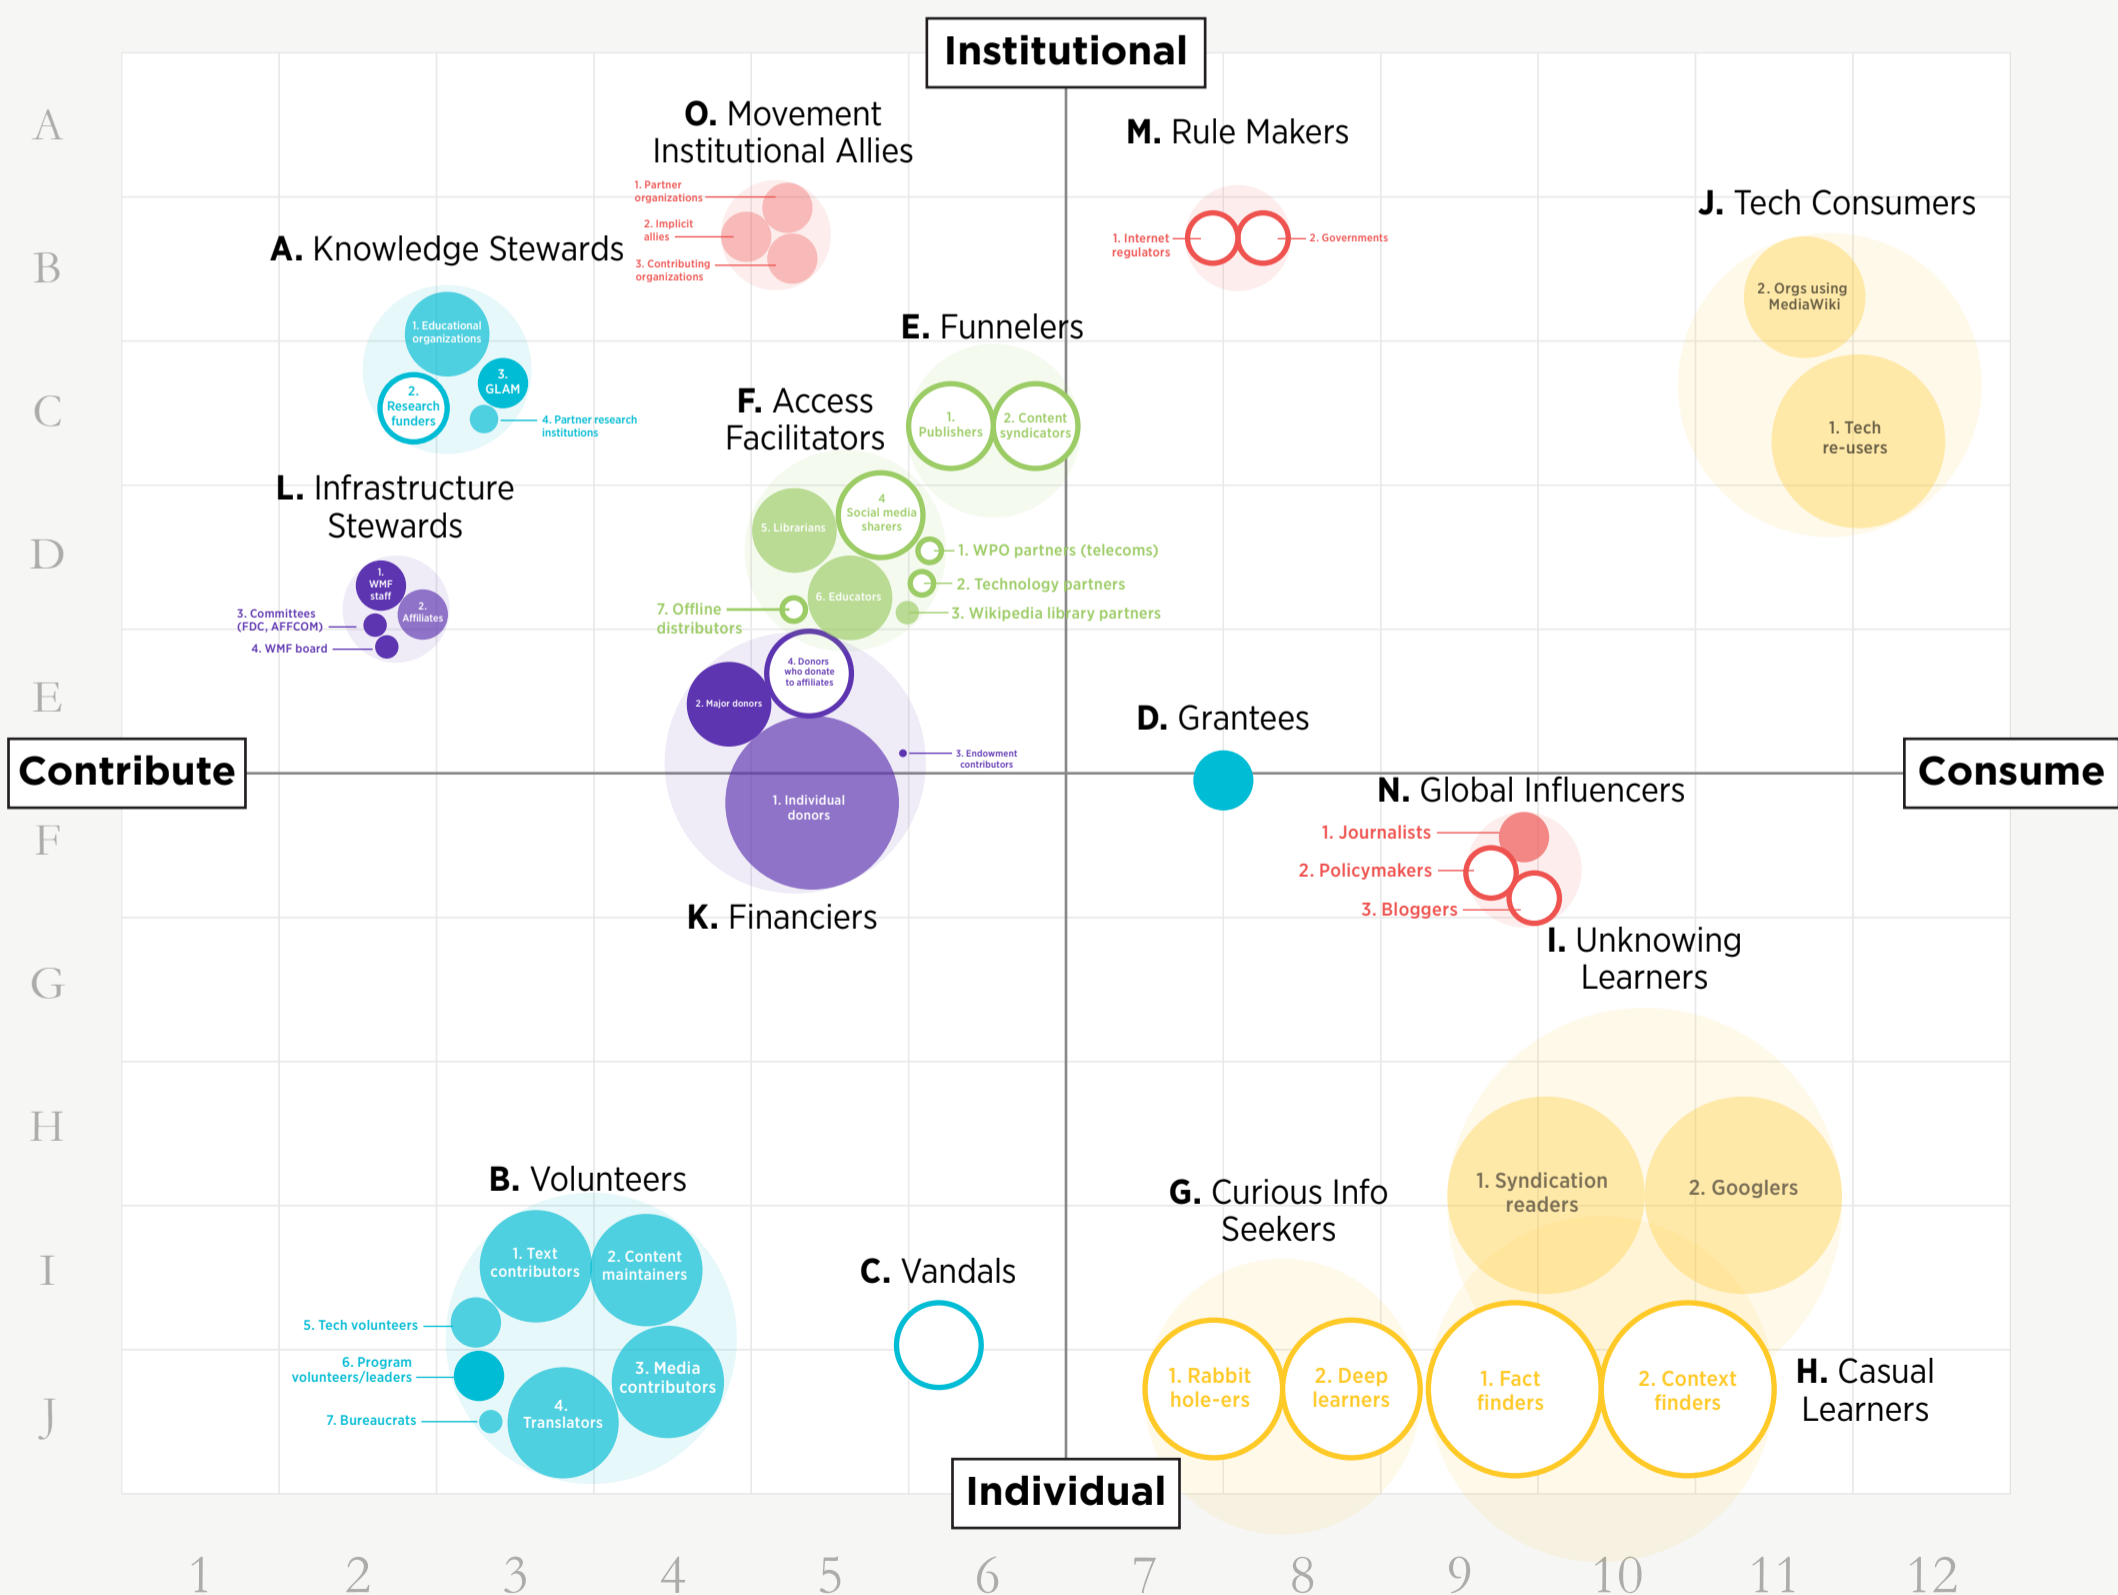 Institutional
A
O. Movement
Institutional Allies
M. Rule Makers
1. Partner
organizations
2. Implicit
allies
3. Contributing
organizations
1. Internet
regulators
2. Governments
J. Tech Consumers
B
A. Knowledge Stewards
2. Orgs using
MediaWiki
1. Tech
re-users
1. Educational
organizations
2.
Research
funders
3.
GLAM
4. Partner research
institutions
E. Funnelers
1.
Publishers
2. Content
syndicators
C
F. Access
Facilitators
4
Social media
sharers
5. Librarians
6. Educators
1. WPO partners (telecoms)
2. Technology partners
3. Wikipedia library partners
7. Offline
distributors
L. Infrastructure
Stewards
D
1.
WMF
staff
2.
Affiliates
3. Committees
(FDC, AFFCOM)
4. WMF board
E
4. Donors
who donate
to affiliates
2. Major donors
3. Endowment
contributors
1. Individual
donors
K. Financiers
D. Grantees
Contribute
Consume
N. Global Influencers
F
1. Journalists
2. Policymakers
3. Bloggers
I. Unknowing
Learners
G
H
1. Syndication
readers
2. Googlers
B. Volunteers
1. Text
contributors
2. Content
maintainers
3. Media
contributors
4.
Translators
5. Tech volunteers
6. Program
volunteers/leaders
7. Bureaucrats
I
C. Vandals
G. Curious Info
Seekers
1. Rabbit
hole-ers
2. Deep
learners
1. Fact
finders
2. Context
finders
H. Casual
Learners
J
Individual
1 2 3 4 5 6 7 8 9 10 11 12